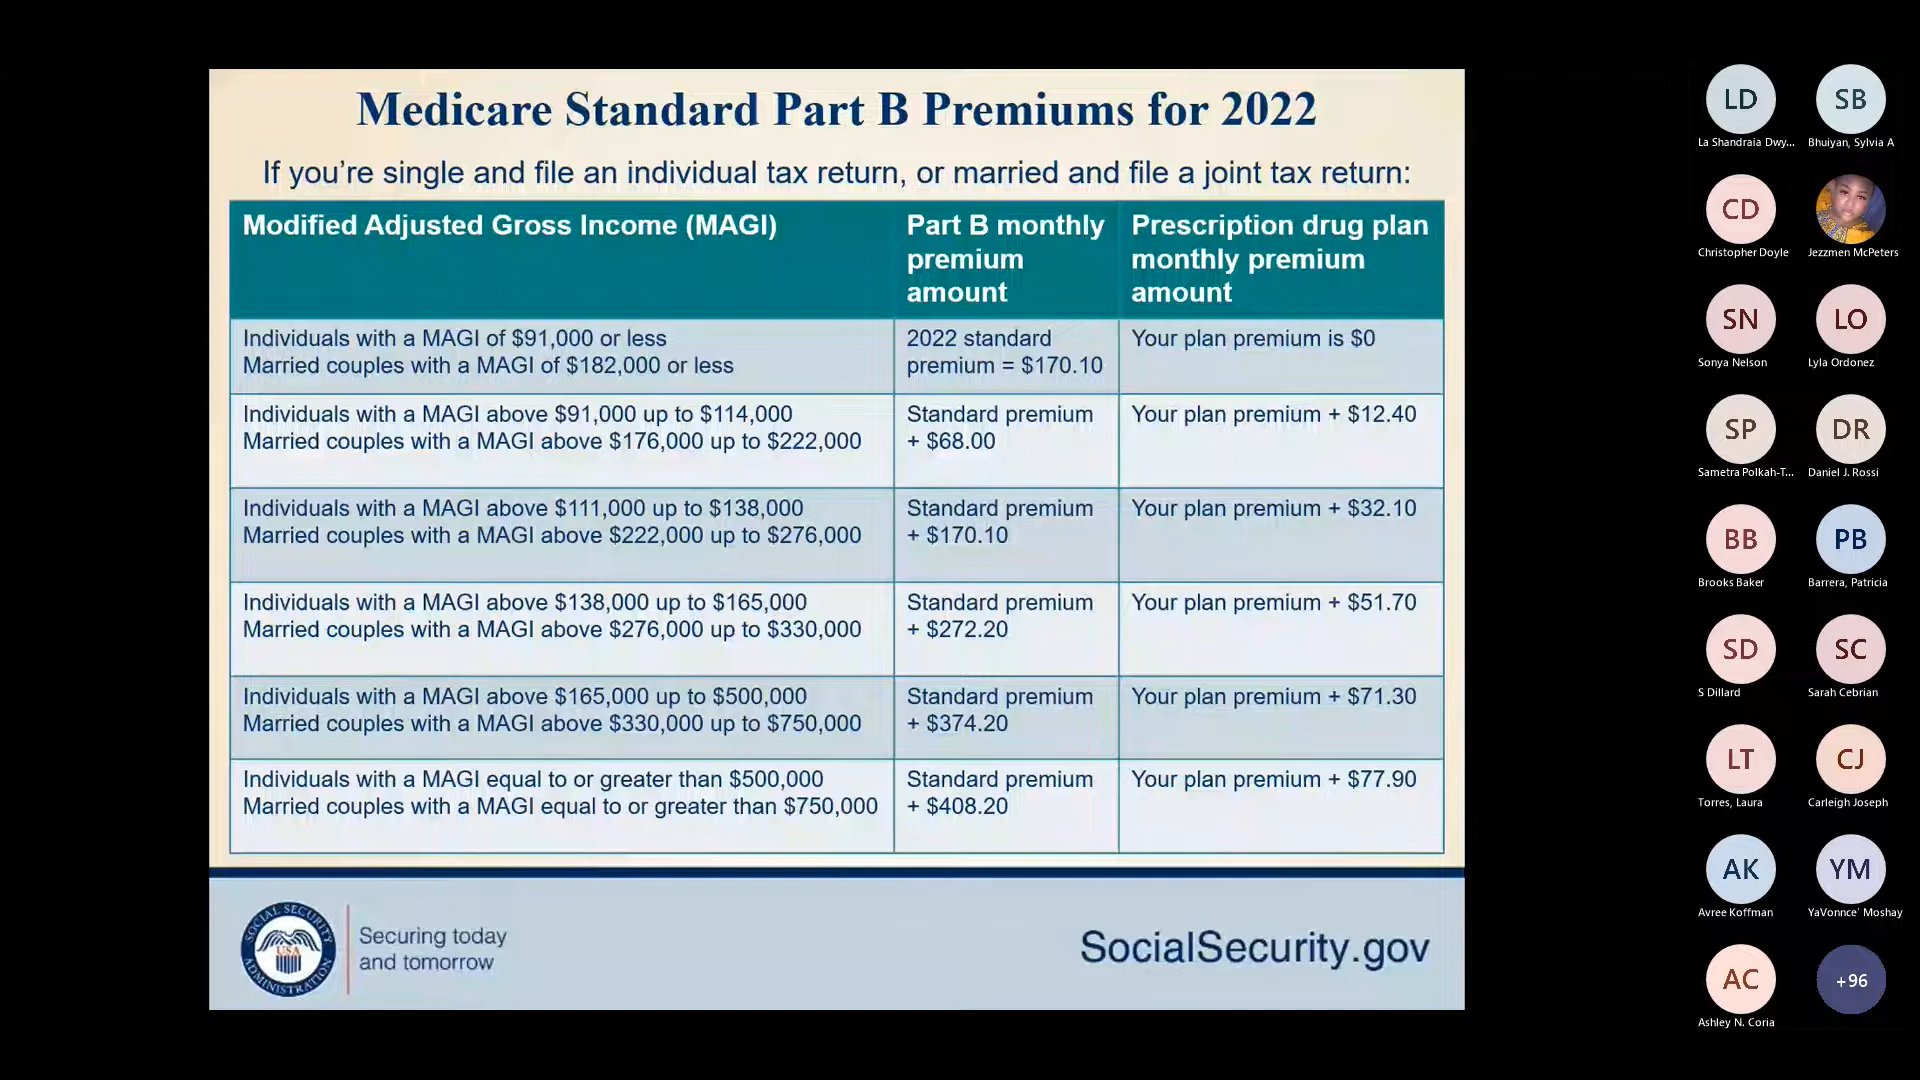 Medicare Standard Part B Premiums for 2022
If you’re single and file an individual tax return, or married and file a joint tax return:
Modified Adjusted Gross Income (MAGI)
Part B monthly
premium
amount
Prescription drug plan
monthly premium
amount
Individuals with a MAGI of $91,000 or less
Married couples with a MAGI of $182,000 or less
2022 standard
premium = $170.10
Your plan premium is $0
Individuals with a MAGI above $91,000 up to $114,000
Married couples with a MAGI above $176,000 up to $222,000
Standard premium
+ $68.00
Your plan premium + $12.40
Individuals with a MAGI above $111,000 up to $138,000
Married couples with a MAGI above $222,000 up to $276,000
Standard premium
+ $170.10
Your plan premium + $32.10
Individuals with a MAGI above $138,000 up to $165,000
Married couples with a MAGI above $276,000 up to $330,000
Standard premium
+ $272.20
Your plan premium + $51.70
Individuals with a MAGI above $165,000 up to $500,000
Married couples with a MAGI above $330,000 up to $750,000
Standard premium
+ $374.20
Your plan premium + $71.30
Individuals with a MAGI equal to or greater than $500,000
Married couples with a MAGI equal to or greater than $750,000
Standard premium
+ $408.20
Your plan premium + $77.90
SOCIAL SECURITY ADMINISTRATION
USA
Securing today
and tomorrow
SocialSecurity.gov
LD
La Shandraia Dwy...
SB
Bhuiyan, Sylvia A
CD
Christopher Doyle
Jezzmen McPeters
SN
Sonya Nelson
LO
Lyla Ordonez
SP
Sametra Polkah-T...
DR
Daniel J. Rossi
BB
Brooks Baker
PB
Barrera, Patricia
SD
S Dillard
SC
Sarah Cebrian
LT
Torres, Laura
CJ
Carleigh Joseph
AK
Avree Koffman
YM
YaVonnce` Moshay
AC
Ashley N. Coria
+96